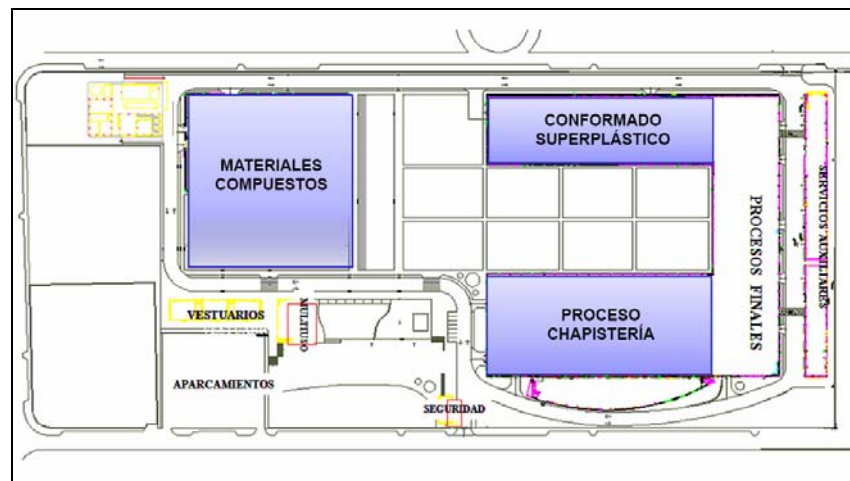 CONFORMADO
SUPERPLÁSTICO
MATERIALES
COMPUESTOS
PROCESOS FINALES
SERVICIOS AUXILIARES
PROCESO
CHAPISTERÍA
VESTUARIOS
MULTIUSO
APARCAMIENTOS
SEGURIDAD